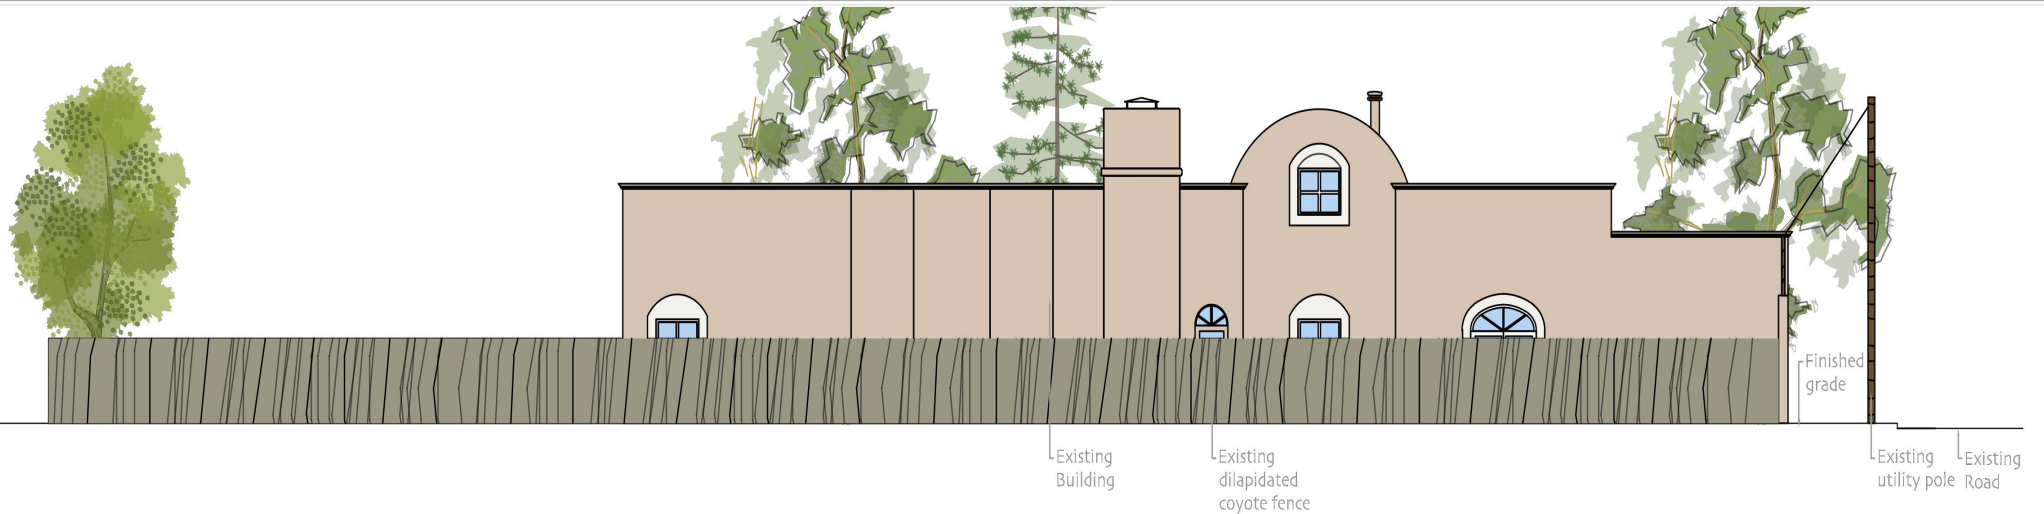 Finished
grade
Existing
Building
Existing
dilapidated
coyote fence
Existing
utility pole
Existing
Road